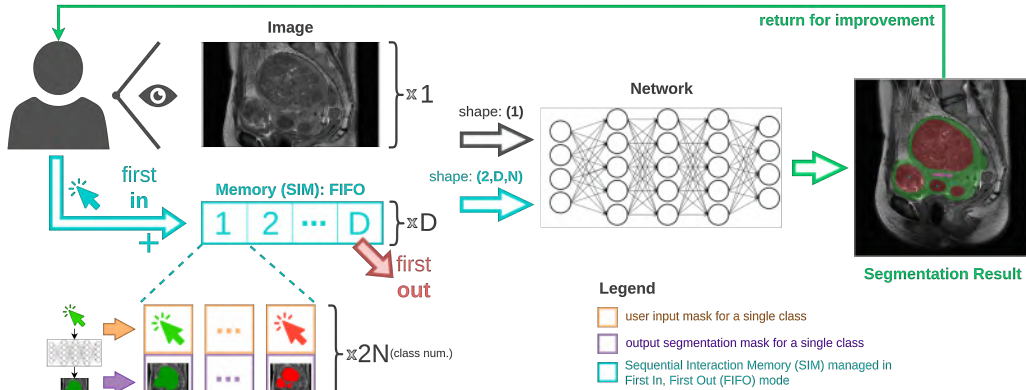 return for improvement
Image
x1
Network
shape: (1)
shape: (2,D,N)
first
in
+
Memory (SIM): FIFO
1 2 ... D
xD
first
out
Segmentation Result
Legend
user input mask for a single class
output segmentation mask for a single class
Sequential Interaction Memory (SIM) managed in
First In, First Out (FIFO) mode
...
x2N(class num.)
...